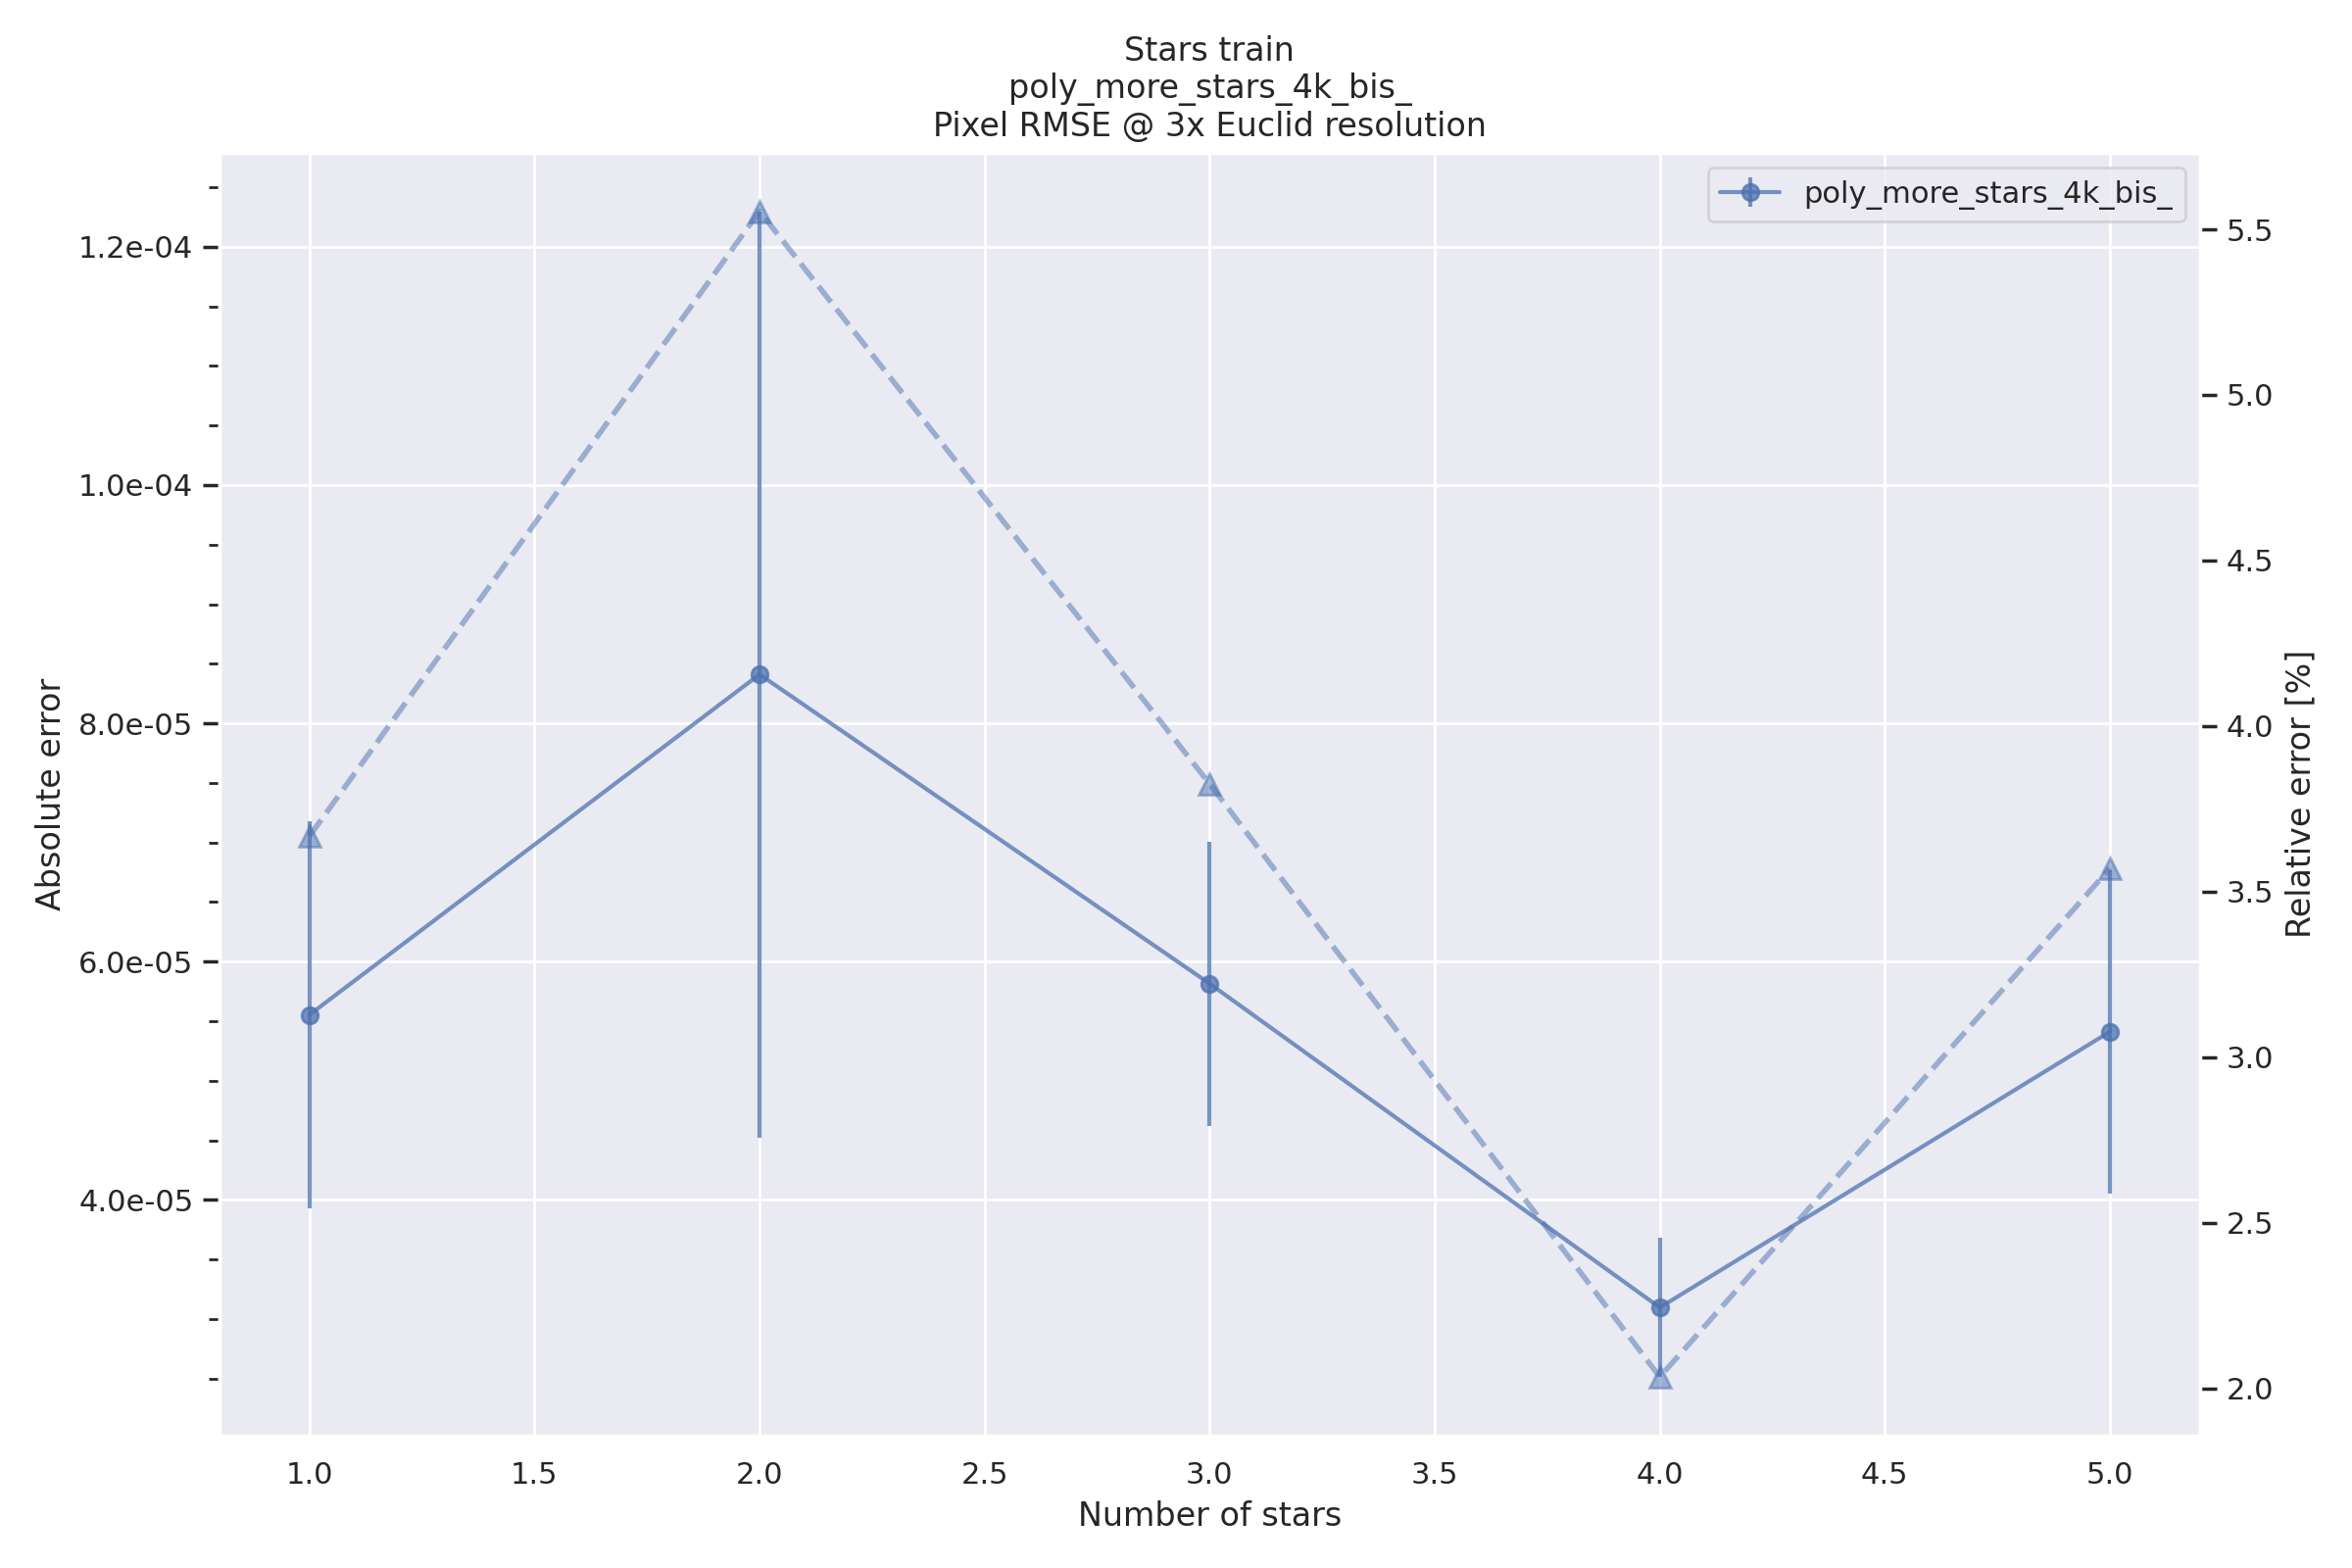 Stars train
poly_more_stars_4k_bis_
Pixel RMSE @ 3x Euclid resolution
poly_more_stars_4k_bis_
Absolute error
1.2e-04
1.0e-04
8.0e-05
6.0e-05
4.0e-05
5.5
5.0
4.5
4.0
3.5
3.0
2.5
2.0
Relative error [%]
1.0 1.5 2.0 2.5 3.0 3.5 4.0 4.5 5.0
Number of stars